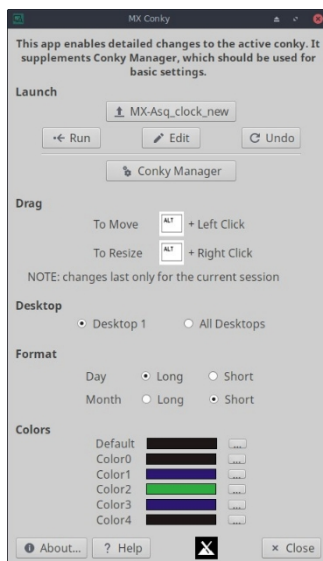 MX Conky
This app enables detailed changes to the active conky. It
supplements Conky Manager, which should be used for
basic settings.
Launch
MX-Asq_clock_new
Run Edit Undo
Conky Manager
Drag
To Move ALT + Left Click
To Resize ALT + Right Click
NOTE: changes last only for the current session
Desktop
Desktop 1 All Desktops
Format
Day Long Short
Month Long Short
Colors
Default ...
Color0 ...
Color1 ...
Color2 ...
Color3 ...
Color4 ...
About... ? Help × Close